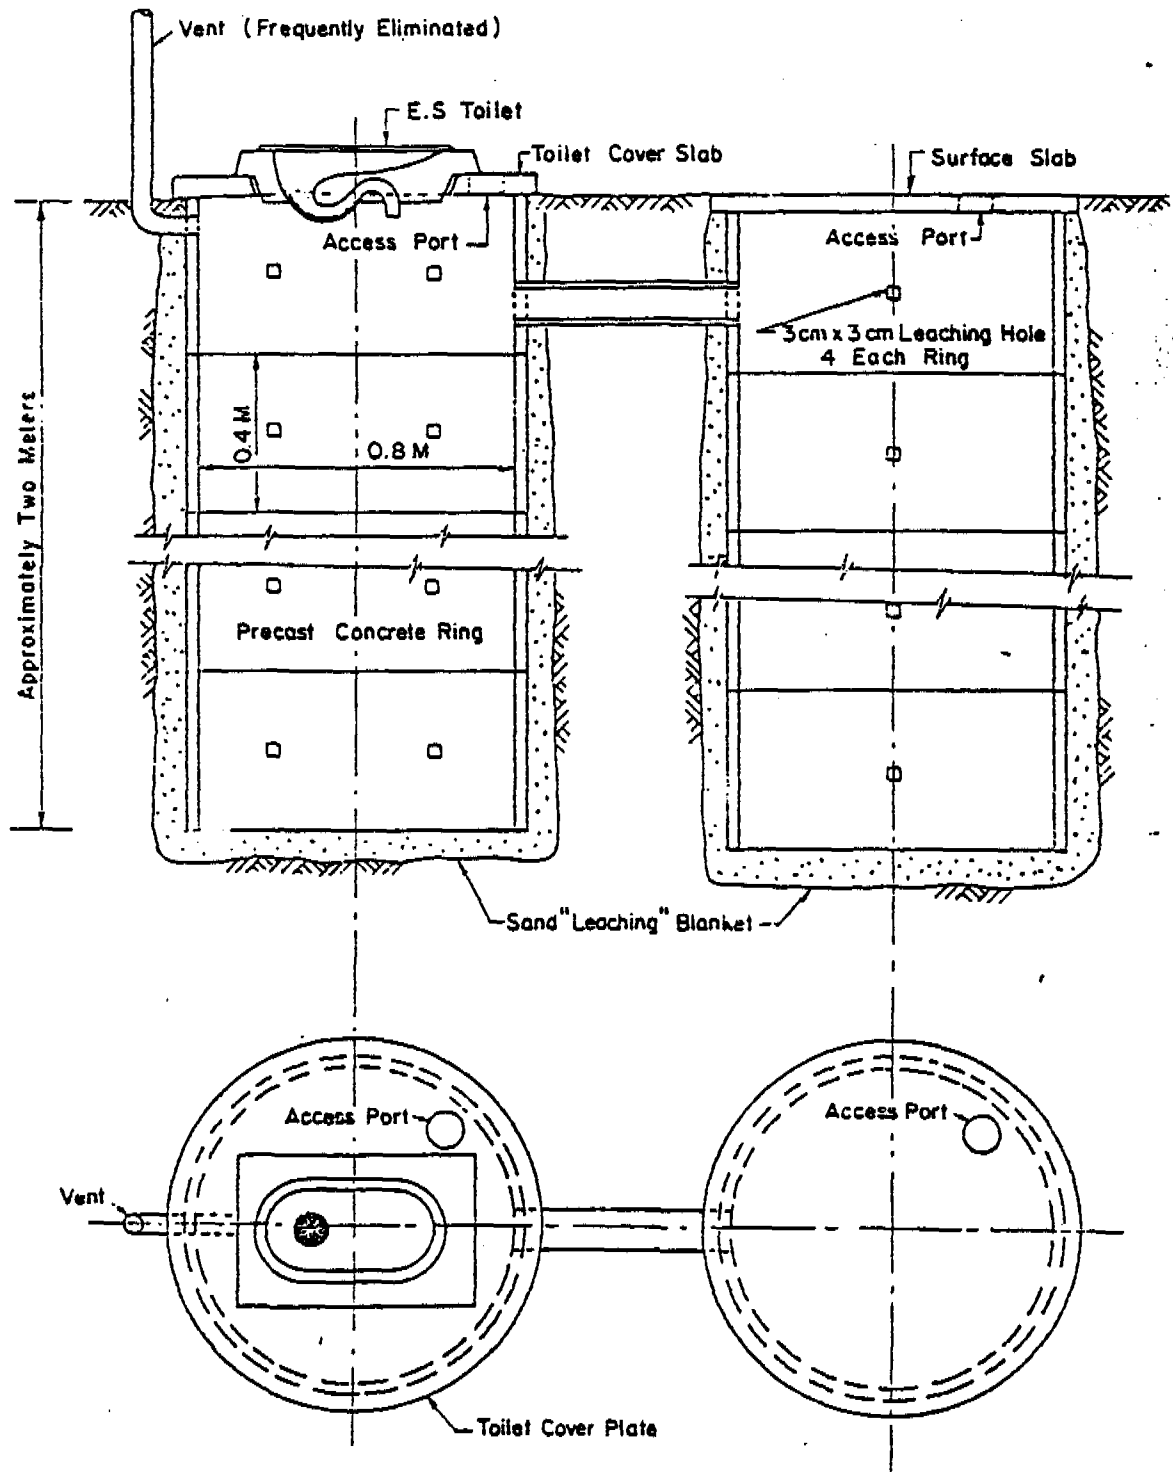 Vent (Frequently Eliminated)
E.S Toilet
Toilet Cover Slab
Surface Slab
Access Port
Access Port
3cm x 3cm Leaching Hole
4 Each Ring
Approximately Two Meters
0.4 M
0.8 M
Precast Concrete Ring
Sand "Leaching" Blanket
Access Port
Access Port
Vent
Toilet Cover Plate